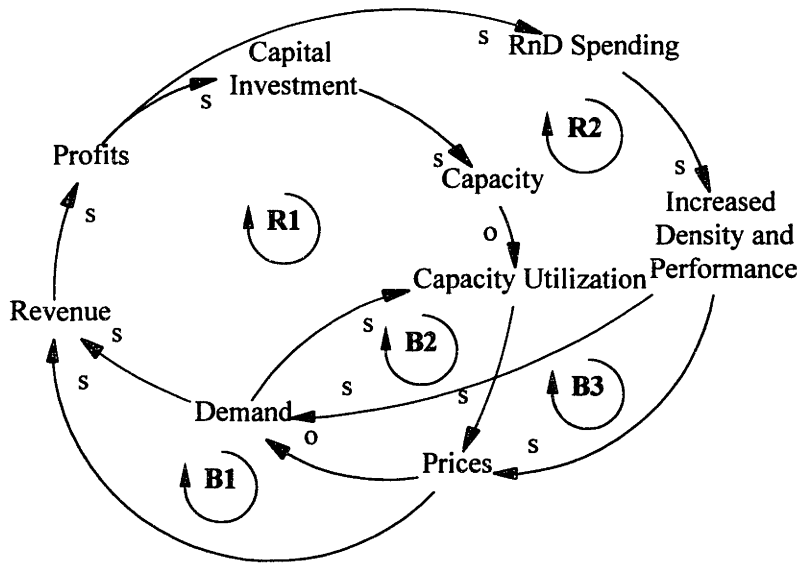 s
RnD Spending
Capital
Investment
s
R2
Profits
s
Capacity
s
Increased
Density and
Performance
s
R1
o
Capacity Utilization
Revenue
s
s
B2
s
s
s
B3
s
Demand
o
s
Prices
B1